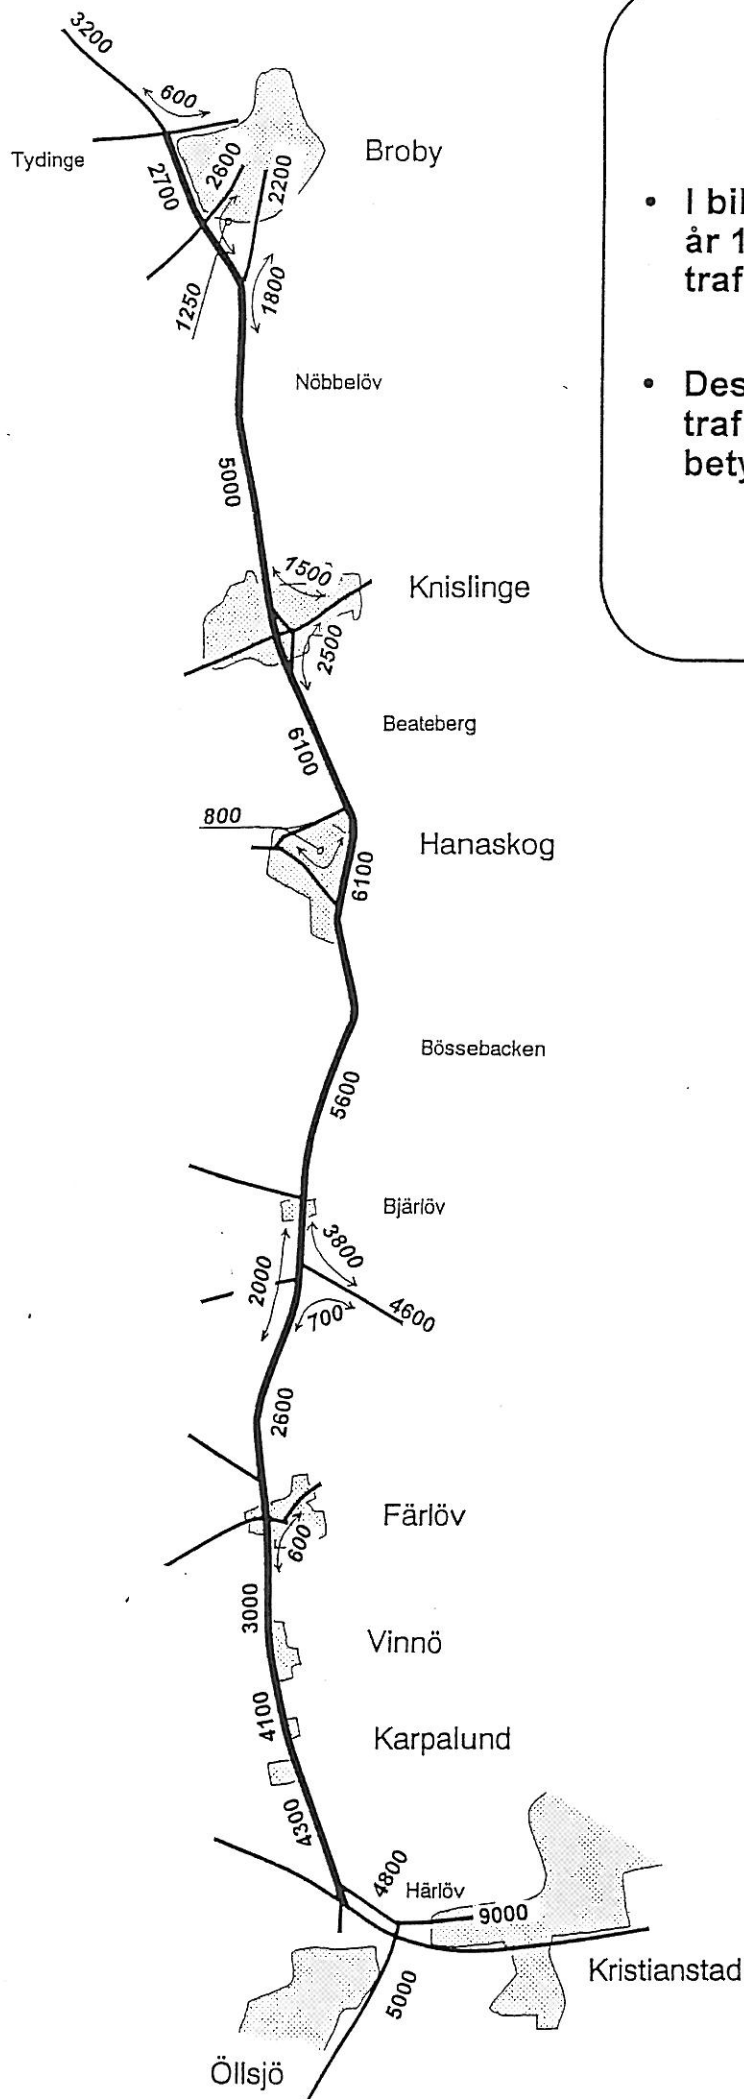 3200
600
Tydinge
Broby
2700
2600
2200
1250
1800
Nöbbelöv
5000
1500
Knislinge
2500
Beateberg
6100
800
Hanaskog
6100
Bössebacken
5600
Bjärlöv
3800
2000
700
4600
2600
Färlöv
600
3000
Vinnö
4100
Karpalund
4300
4800
Härlöv
9000
Kristianstad
5000
Öllsjö
• I bil
år 1
traf
• Des
traf
bety